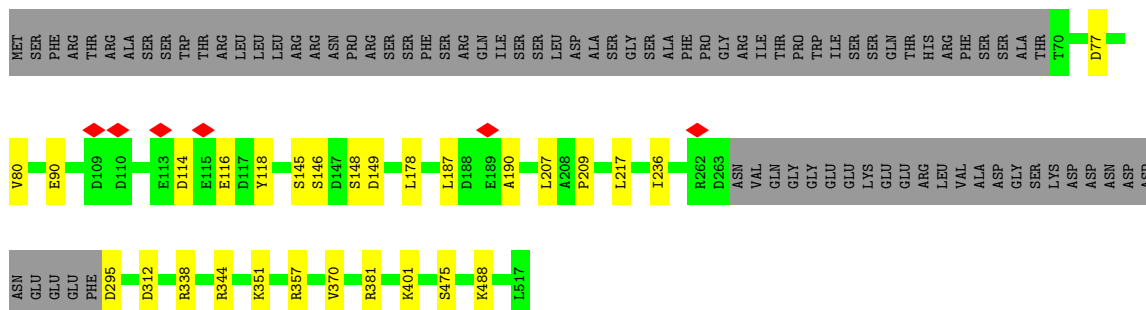 MET SER PHE ARG THR ARG ALA SER SER TRP THR ARG LEU LEU LEU ARG ARG ASN PRO ARG SER SER PHE SER ARG GLN ILE SER SER LEU ASP ALA SER GLY SER ALA PHE PRO GLY ARG ILE THR PRO TRP ILE SER SER GLN THR HIS ARG PHE SER SER ALA THR T70 D77
V80 E90 D109 D110 E113 D114 E115 E116 D117 Y118 S145 S146 D147 S148 D149 L178 L187 D188 E189 A190 L207 A208 P209 L217 I236 R262 D263 ASN VAL GLN GLY GLY GLU GLU LYS GLU GLU ARG LEU VAL ALA ASP GLY SER LYS ASP ASP ASN ASP ASP
ASN GLU GLU GLU PHE D295 D312 R338 R344 K351 R357 V370 R381 K401 S475 K488 L517